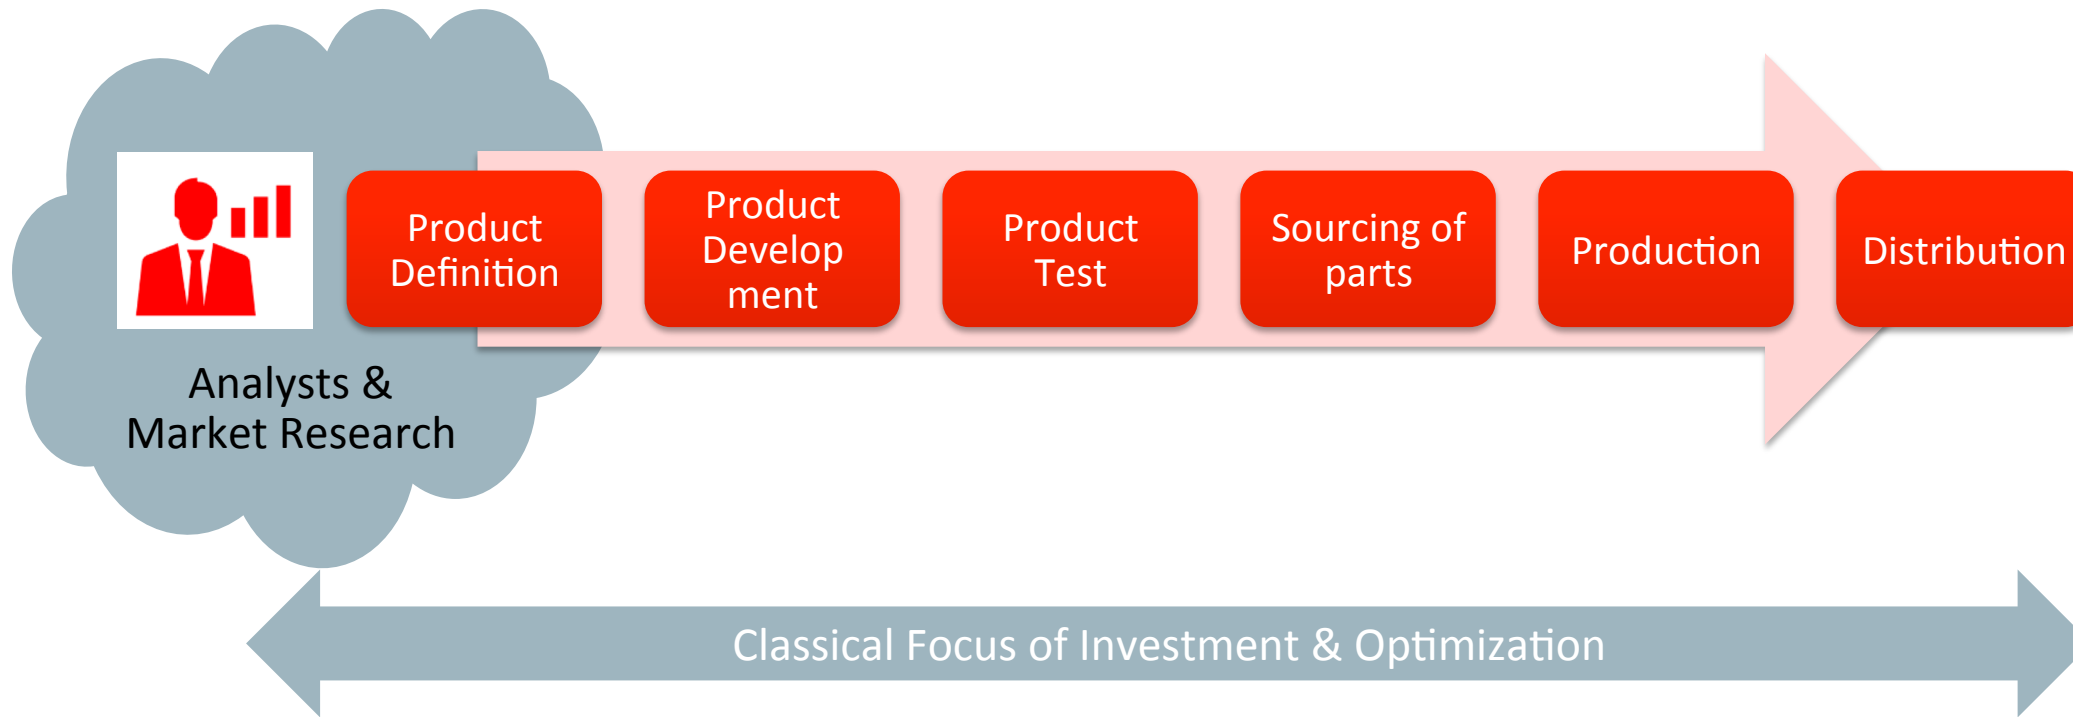 Product
Definition
Product
Develop
ment
Product
Test
Sourcing of
parts
Production
Distribution
Analysts &
Market Research
Classical Focus of Investment & Optimization